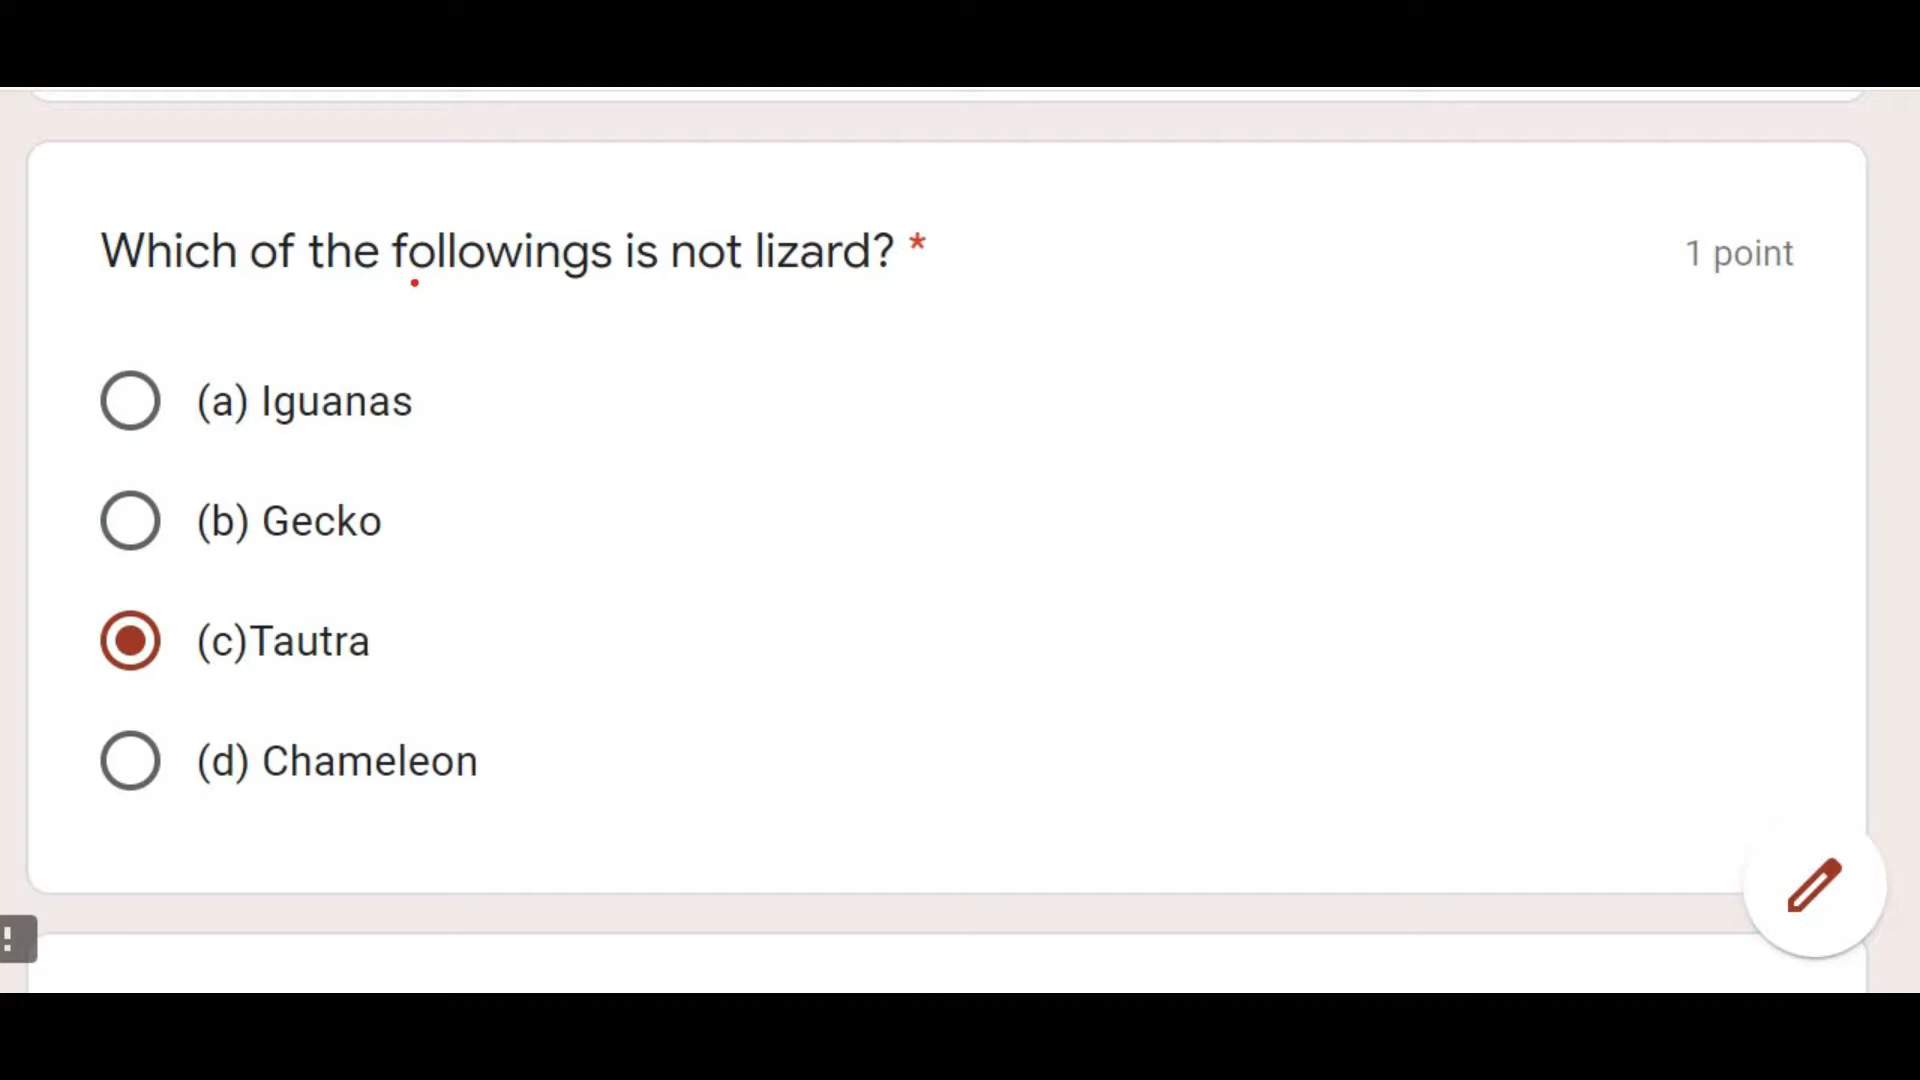 Which of the followings is not lizard? *
1 point
(a) Iguanas
(b) Gecko
(c)Tautra
(d) Chameleon
!